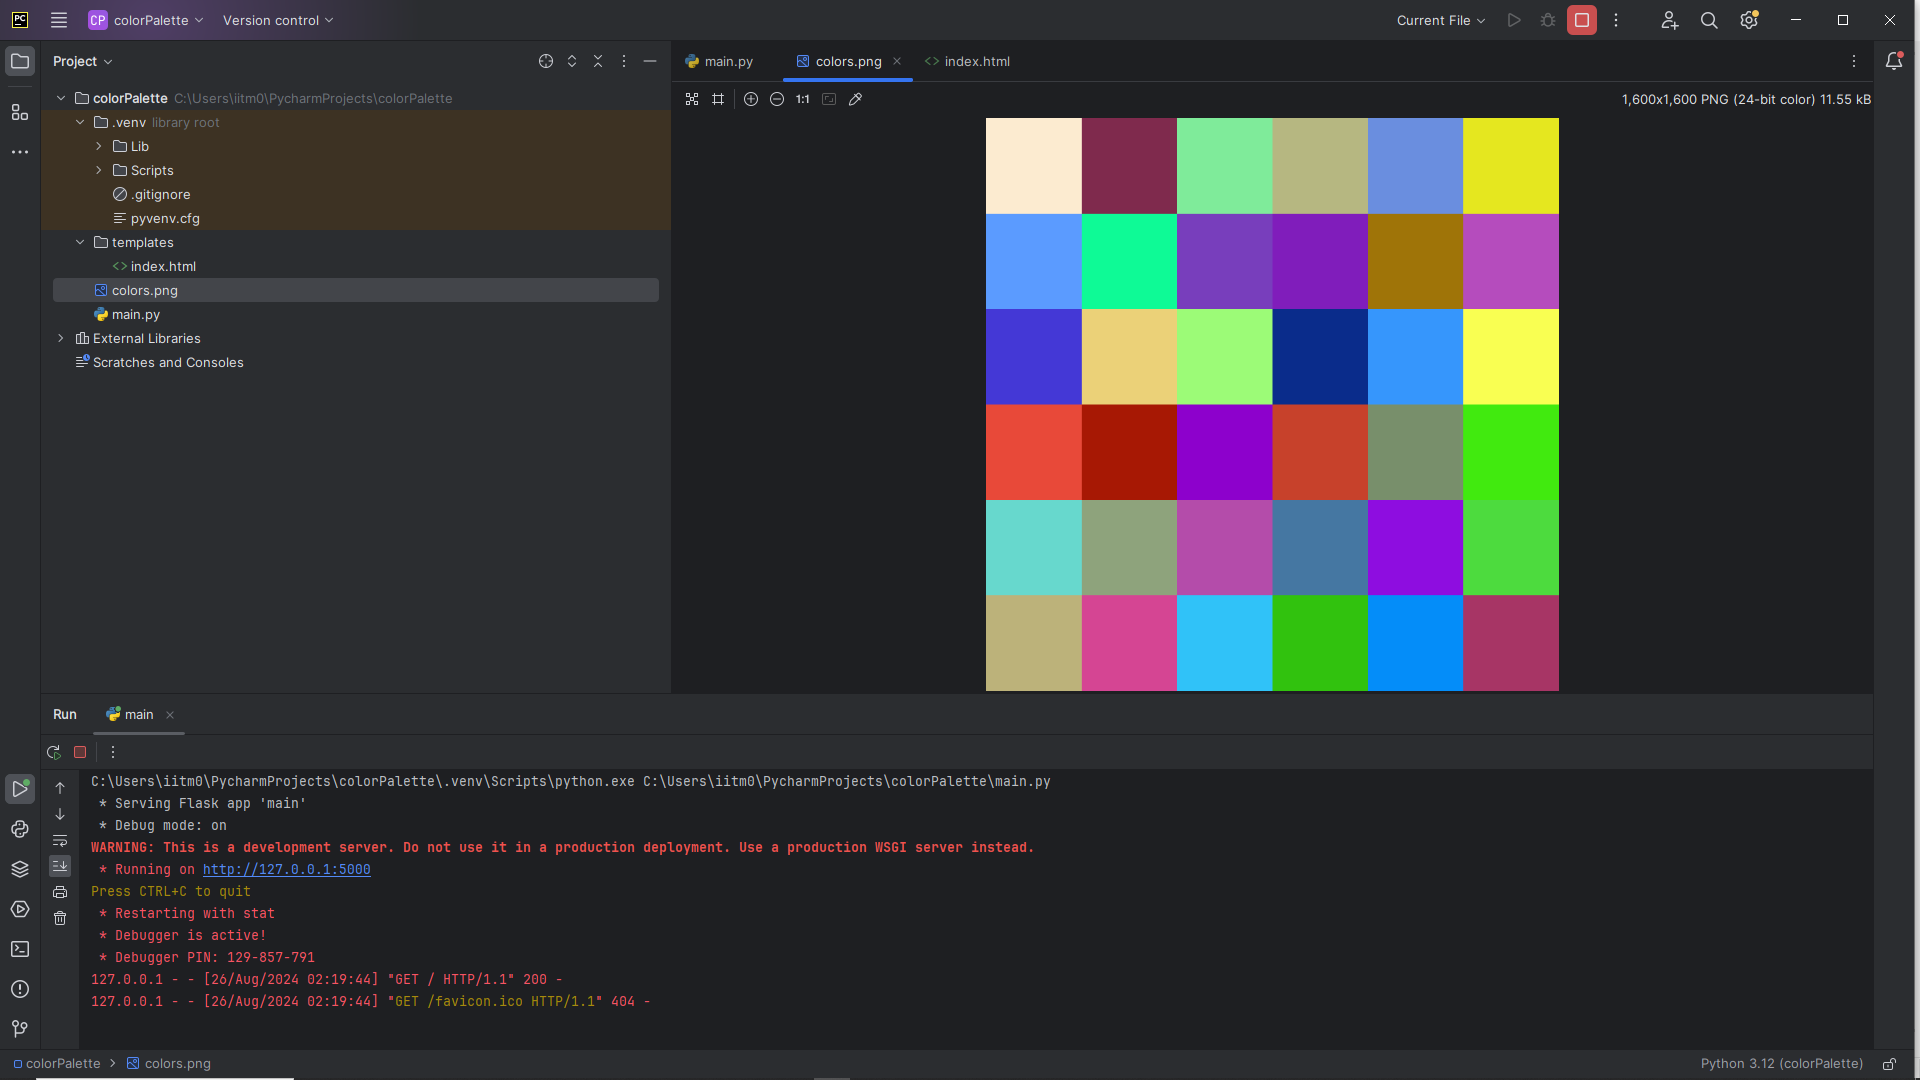 PC
CP colorPalette
Version control
Current File
Project
main.py
colors.png
index.html
1:1
1,600x1,600 PNG (24-bit color) 11.55 kB
colorPalette C:\Users\iitm0\PycharmProjects\colorPalette
.venv library root
Lib
Scripts
.gitignore
pyvenv.cfg
templates
index.html
colors.png
main.py
External Libraries
Scratches and Consoles
Run
main
C:\Users\iitm0\PycharmProjects\colorPalette\.venv\Scripts\python.exe C:\Users\iitm0\PycharmProjects\colorPalette\main.py
* Serving Flask app 'main'
* Debug mode: on
WARNING: This is a development server. Do not use it in a production deployment. Use a production WSGI server instead.
* Running on http://127.0.0.1:5000
Press CTRL+C to quit
* Restarting with stat
* Debugger is active!
* Debugger PIN: 129-857-791
127.0.0.1 - - [26/Aug/2024 02:19:44] "GET / HTTP/1.1" 200 -
127.0.0.1 - - [26/Aug/2024 02:19:44] "GET /favicon.ico HTTP/1.1" 404 -
colorPalette > colors.png
Python 3.12 (colorPalette)